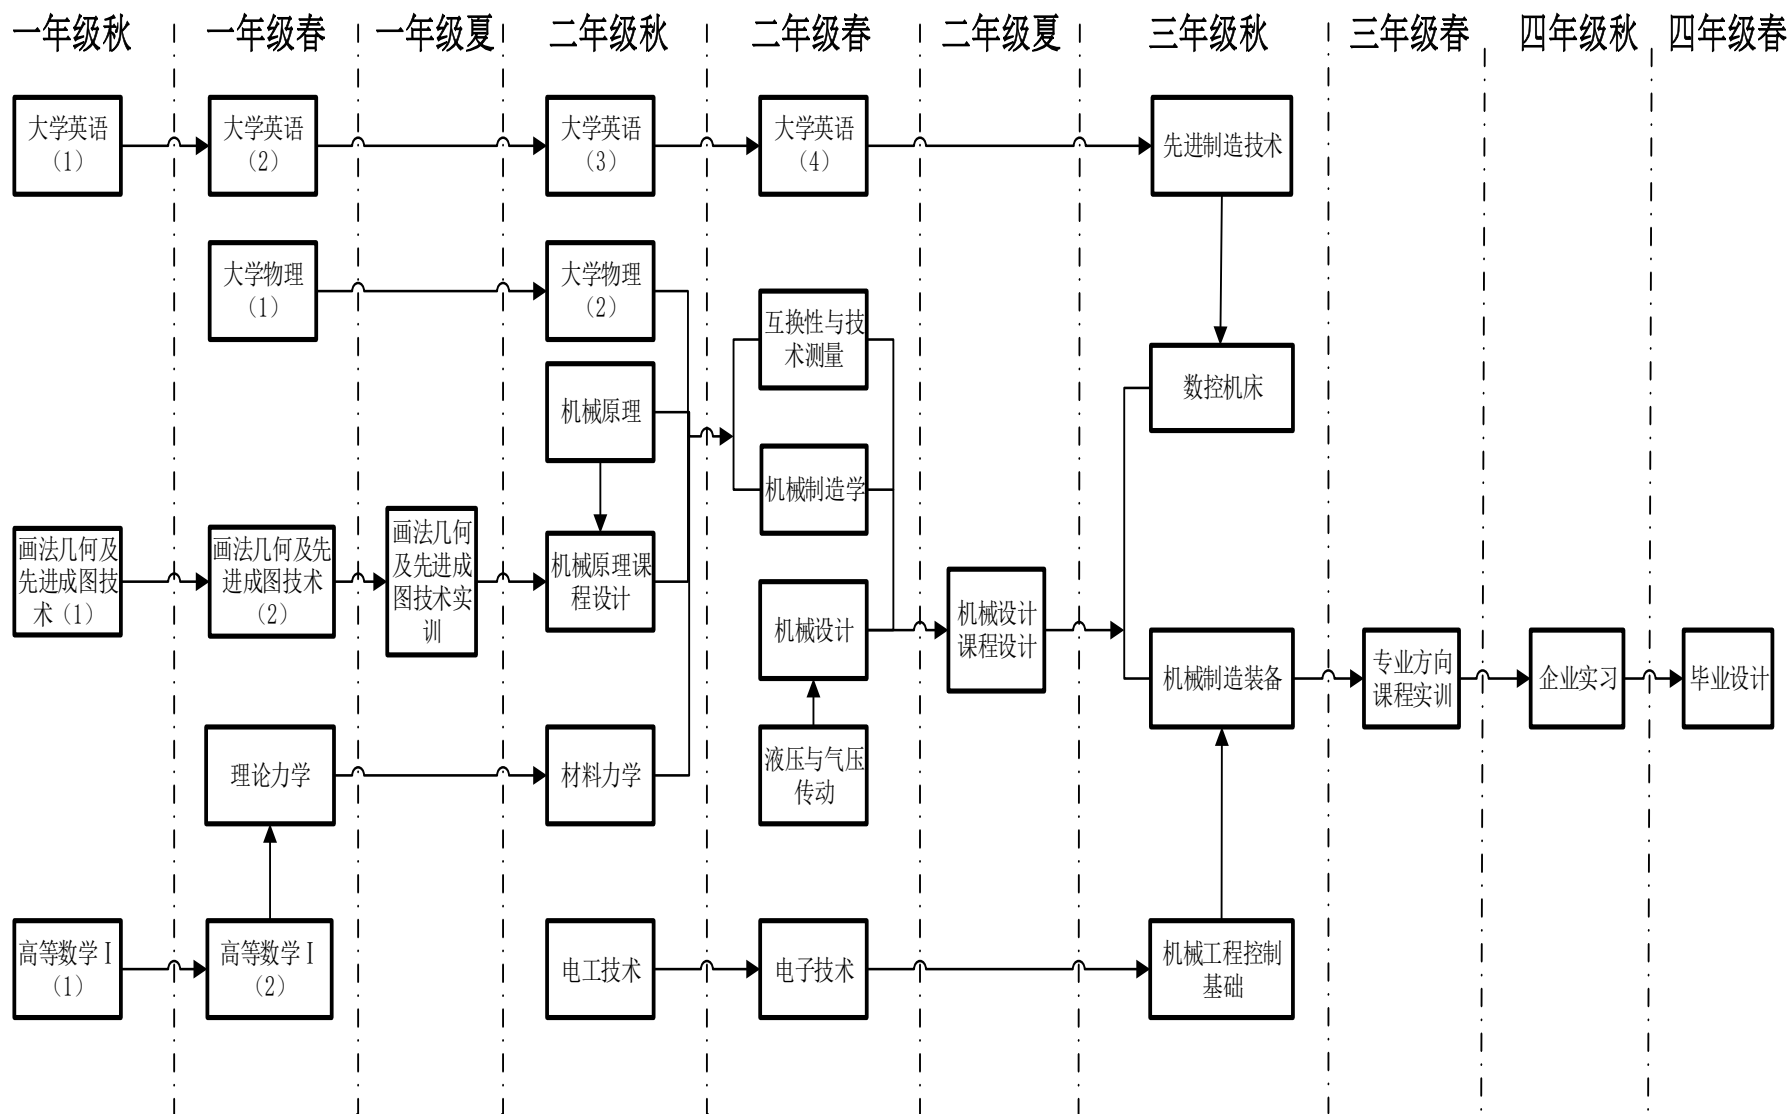 一年级秋
一年级春
一年级夏
二年级秋
二年级春
二年级夏
三年级秋
三年级春
四年级秋
四年级春
大学英语
(1)
大学英语
(2)
大学英语
(3)
大学英语
(4)
先进制造技术
大学物理
(1)
大学物理
(2)
互换性与技
术测量
机械原理
数控机床
机械制造学
画法几何及
先进成图技
术(1)
画法几何及先
进成图技术
(2)
画法几何
及先进成
图技术实
训
机械原理课
程设计
机械设计
机械设计
课程设计
机械制造装备
专业方向
课程实训
企业实习
毕业设计
理论力学
材料力学
液压与气压
传动
高等数学I
(1)
高等数学I
(2)
电工技术
电子技术
机械工程控制
基础